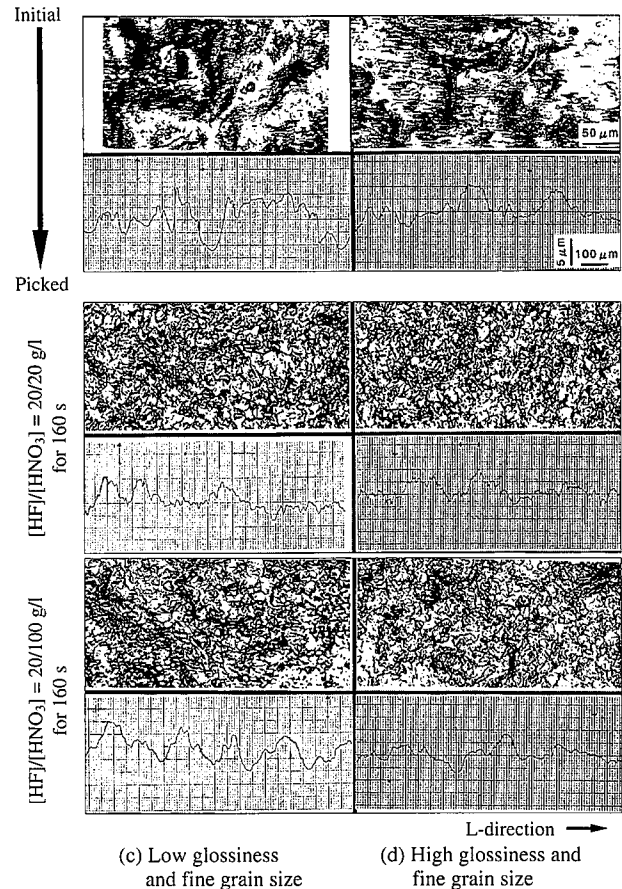 Initial
50 μm
5 μm
100 μm
Picked
[HF]/[HNO₃] = 20/20 g/l
for 160 s
[HF]/[HNO₃] = 20/100 g/l
for 160 s
L-direction
(c) Low glossiness
and fine grain size
(d) High glossiness and
fine grain size